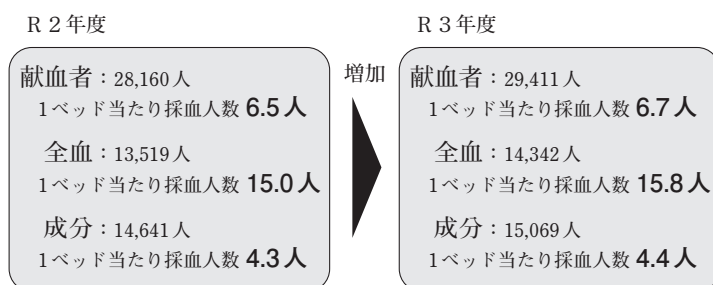 R2年度
献血者：28,160人
1ベッド当たり採血人数 6.5人
全血：13,519人
1ベッド当たり採血人数 15.0人
成分：14,641人
1ベッド当たり採血人数 4.3人
増加
R3年度
献血者：29,411人
1ベッド当たり採血人数 6.7人
全血：14,342人
1ベッド当たり採血人数 15.8人
成分：15,069人
1ベッド当たり採血人数 4.4人